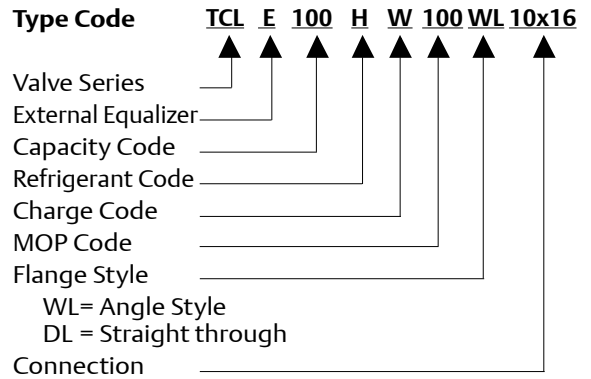 Type Code TCL E 100 H W 100 WL 10x16
Valve Series
External Equalizer
Capacity Code
Refrigerant Code
Charge Code
MOP Code
Flange Style
WL= Angle Style
DL = Straight through
Connection